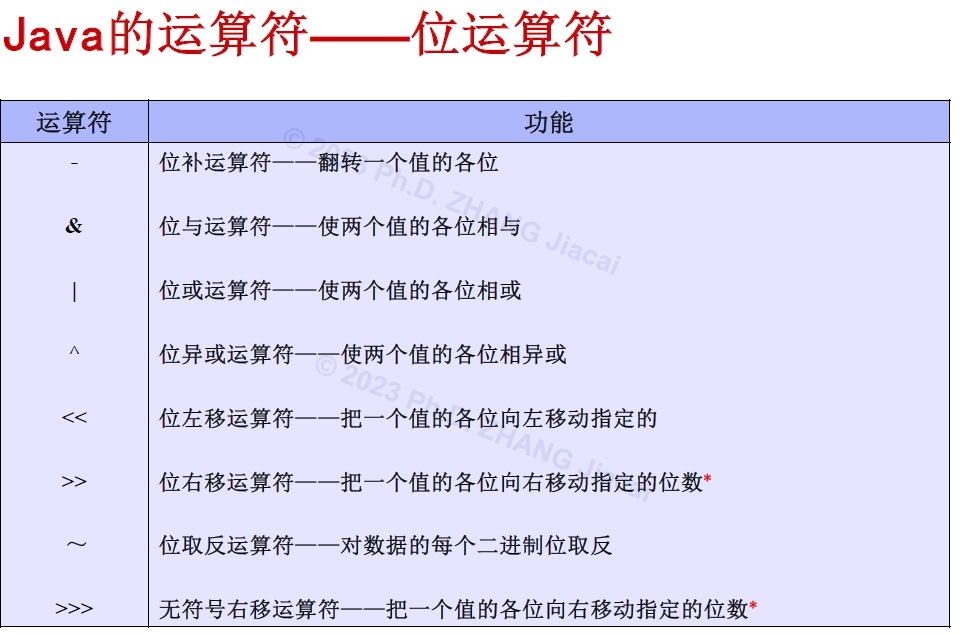 Java的运算符——位运算符
运算符 功能
- 位补运算符——翻转一个值的各位
& 位与运算符——使两个值的各位相与
| 位或运算符——使两个值的各位相或
^ 位异或运算符——使两个值的各位相异或
<< 位左移运算符——把一个值的各位向左移动指定的
>> 位右移运算符——把一个值的各位向右移动指定的位数*
～ 位取反运算符——对数据的每个二进制位取反
>>> 无符号右移运算符——把一个值的各位向右移动指定的位数*
© 2023 Ph.D. ZHANG Jiacai
© 2023 Ph.D. ZHANG Jiacai